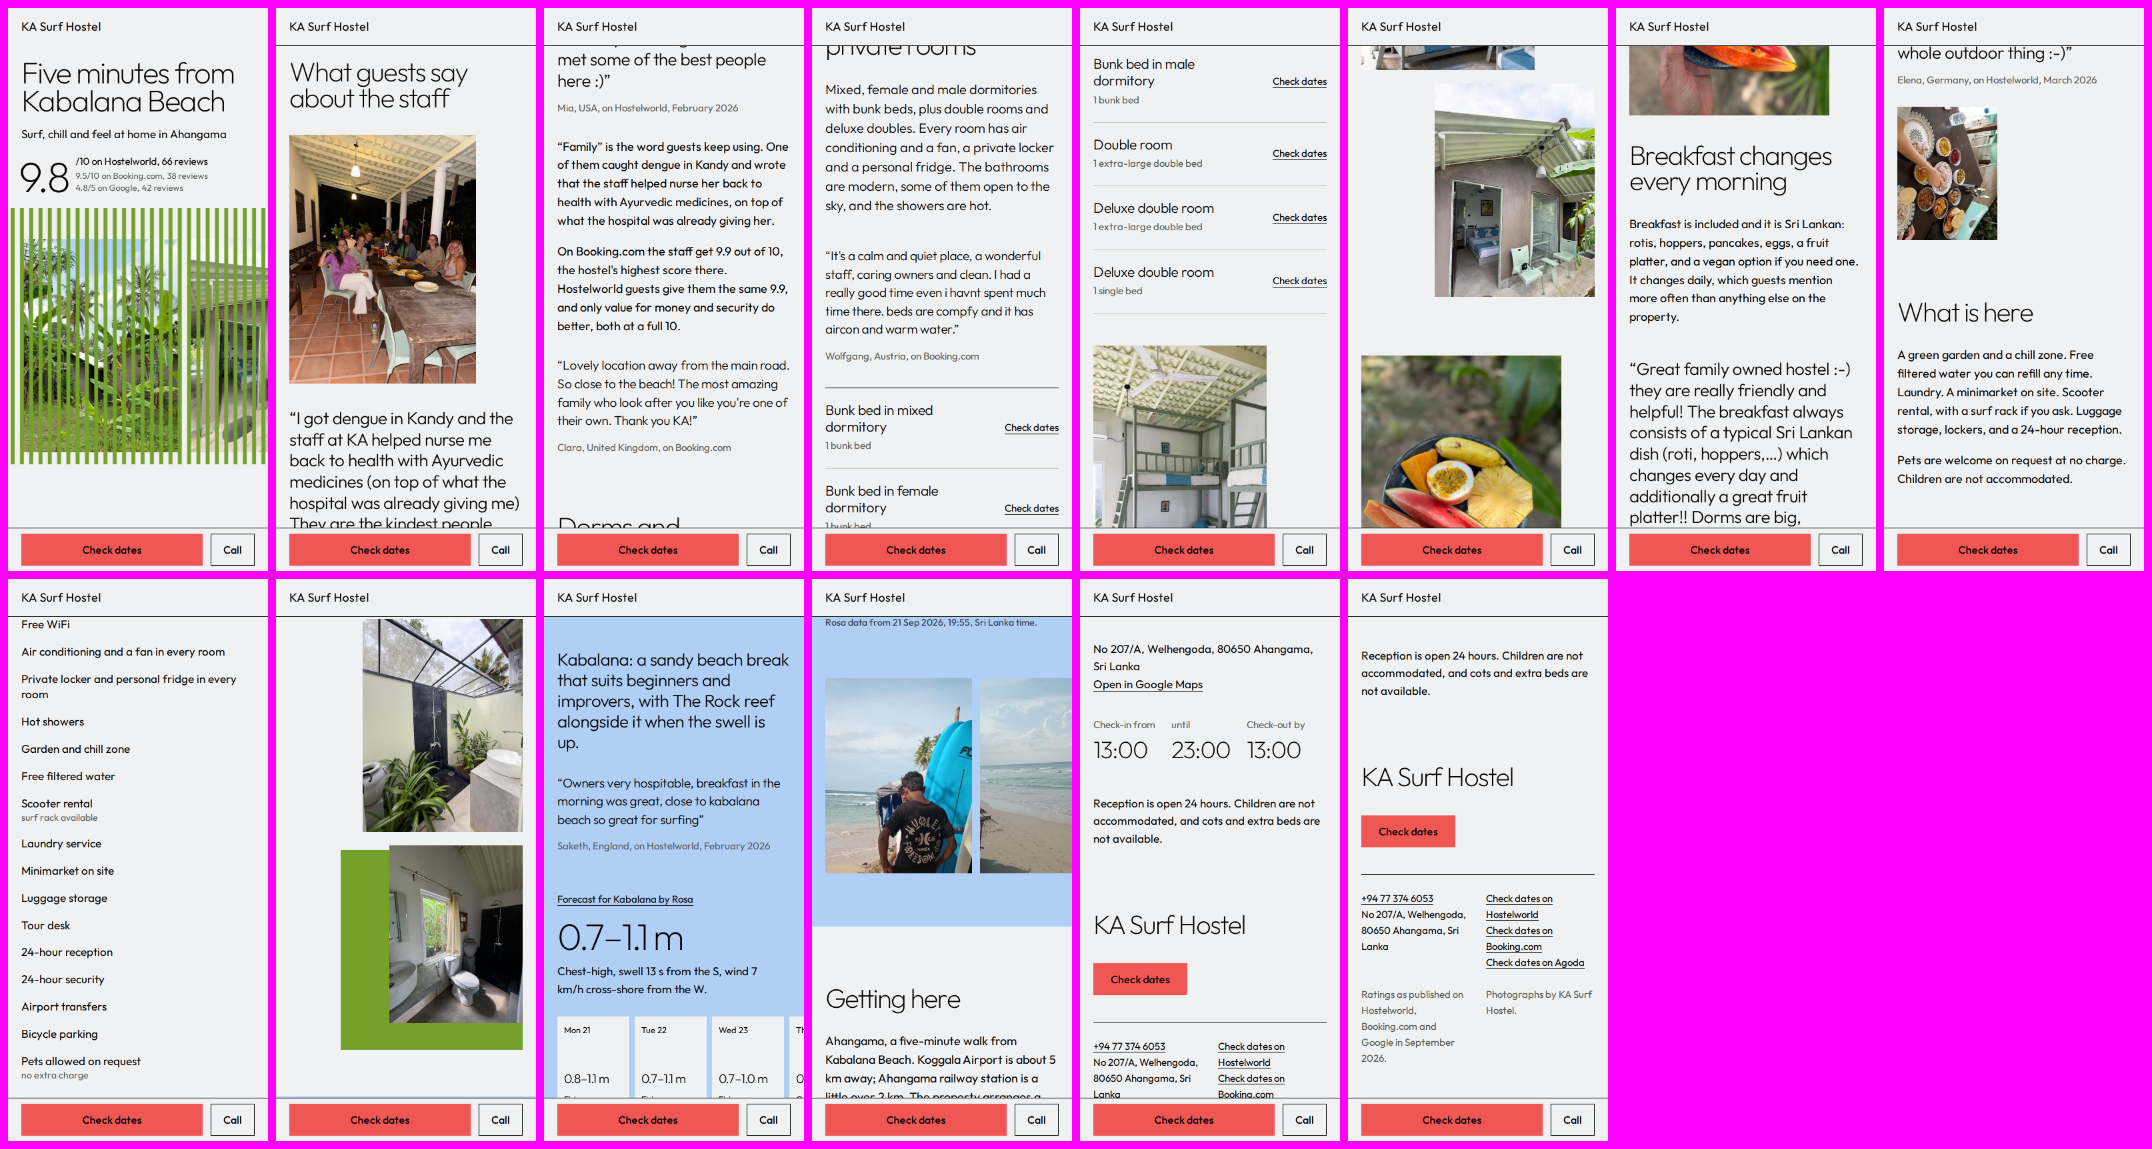 KA Surf Hostel
Five minutes from
Kabalana Beach
Surf, chill and feel at home in Ahangama
9.8
/10 on Hostelworld, 66 reviews
9.5/10 on Booking.com, 38 reviews
4.8/5 on Google, 42 reviews
Check dates
Call
KA Surf Hostel
What guests say
about the staff
“I got dengue in Kandy and the
staff at KA helped nurse me
back to health with Ayurvedic
medicines (on top of what the
hospital was already giving me)
They are the kindest people
Check dates
Call
KA Surf Hostel
met some of the best people
here :)”
Mia, USA, on Hostelworld, February 2026
“Family” is the word guests keep using. One
of them caught dengue in Kandy and wrote
that the staff helped nurse her back to
health with Ayurvedic medicines, on top of
what the hospital was already giving her.
On Booking.com the staff get 9.9 out of 10,
the hostel’s highest score there.
Hostelworld guests give them the same 9.9,
and only value for money and security do
better, both at a full 10.
“Lovely location away from the main road.
So close to the beach! The most amazing
family who look after you like you’re one of
their own. Thank you KA!”
Clara, United Kingdom, on Booking.com
Dorms and
Check dates
Call
KA Surf Hostel
private rooms
Mixed, female and male dormitories
with bunk beds, plus double rooms and
deluxe doubles. Every room has air
conditioning and a fan, a private locker
and a personal fridge. The bathrooms
are modern, some of them open to the
sky, and the showers are hot.
“It’s a calm and quiet place, a wonderful
staff, caring owners and clean. I had a
really good time even i havnt spent much
time there. beds are compfy and it has
aircon and warm water.”
Wolfgang, Austria, on Booking.com
Bunk bed in mixed
dormitory
1 bunk bed
Check dates
Bunk bed in female
dormitory
1 bunk bed
Check dates
Check dates
Call
KA Surf Hostel
Bunk bed in male
dormitory
1 bunk bed
Check dates
Double room
1 extra-large double bed
Check dates
Deluxe double room
1 extra-large double bed
Check dates
Deluxe double room
1 single bed
Check dates
Check dates
Call
KA Surf Hostel
Check dates
Call
KA Surf Hostel
Breakfast changes
every morning
Breakfast is included and it is Sri Lankan:
rotis, hoppers, pancakes, eggs, a fruit
platter, and a vegan option if you need one.
It changes daily, which guests mention
more often than anything else on the
property.
“Great family owned hostel :-)
they are really friendly and
helpful! The breakfast always
consists of a typical Sri Lankan
dish (roti, hoppers,...) which
changes every day and
additionally a great fruit
platter!! Dorms are big,
Check dates
Call
KA Surf Hostel
whole outdoor thing :-)”
Elena, Germany, on Hostelworld, March 2026
What is here
A green garden and a chill zone. Free
filtered water you can refill any time.
Laundry. A minimarket on site. Scooter
rental, with a surf rack if you ask. Luggage
storage, lockers, and a 24-hour reception.
Pets are welcome on request at no charge.
Children are not accommodated.
Check dates
Call
KA Surf Hostel
Free WiFi
Air conditioning and a fan in every room
Private locker and personal fridge in every
room
Hot showers
Garden and chill zone
Free filtered water
Scooter rental
surf rack available
Laundry service
Minimarket on site
Luggage storage
Tour desk
24-hour reception
24-hour security
Airport transfers
Bicycle parking
Pets allowed on request
no extra charge
Check dates
Call
KA Surf Hostel
Check dates
Call
KA Surf Hostel
Kabalana: a sandy beach break
that suits beginners and
improvers, with The Rock reef
alongside it when the swell is
up.
“Owners very hospitable, breakfast in the
morning was great, close to kabalana
beach so great for surfing”
Saketh, England, on Hostelworld, February 2026
Forecast for Kabalana by Rosa
0.7–1.1 m
Chest-high, swell 13 s from the S, wind 7
km/h cross-shore from the W.
Mon 21
Tue 22
Wed 23
Th
0.8–1.1 m
0.7–1.1 m
0.7–1.0 m
Check dates
Call
KA Surf Hostel
Rosa data from 21 Sep 2026, 19:55, Sri Lanka time.
Getting here
Ahangama, a five-minute walk from
Kabalana Beach. Koggala Airport is about 5
km away; Ahangama railway station is a
little over 2 km. The property arranges a
Check dates
Call
KA Surf Hostel
No 207/A, Welhengoda, 80650 Ahangama,
Sri Lanka
Open in Google Maps
Check-in from
until
Check-out by
13:00
23:00
13:00
Reception is open 24 hours. Children are not
accommodated, and cots and extra beds are
not available.
KA Surf Hostel
Check dates
+94 77 374 6053
No 207/A, Welhengoda,
80650 Ahangama, Sri
Lanka
Check dates on
Hostelworld
Check dates on
Booking.com
Check dates
Call
KA Surf Hostel
Reception is open 24 hours. Children are not
accommodated, and cots and extra beds are
not available.
KA Surf Hostel
Check dates
+94 77 374 6053
No 207/A, Welhengoda,
80650 Ahangama, Sri
Lanka
Check dates on
Hostelworld
Check dates on
Booking.com
Check dates on Agoda
Ratings as published on
Hostelworld,
Booking.com and
Google in September
2026.
Photographs by KA Surf
Hostel.
Check dates
Call